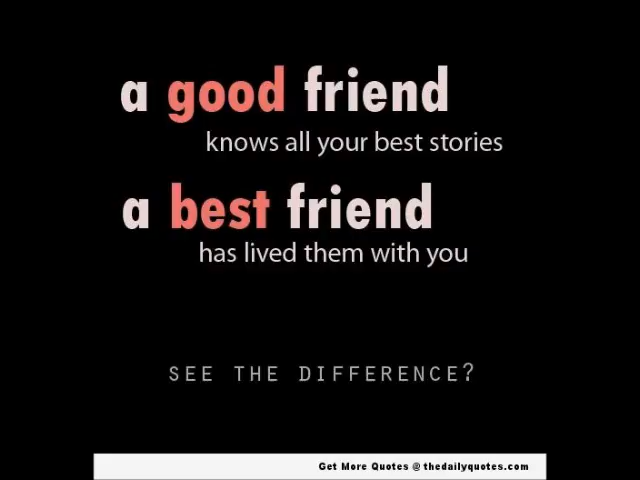 a good friend
knows all your best stories
a best friend
has lived them with you
SEE THE DIFFERENCE?
Get More Quotes @ thedailyquotes.com